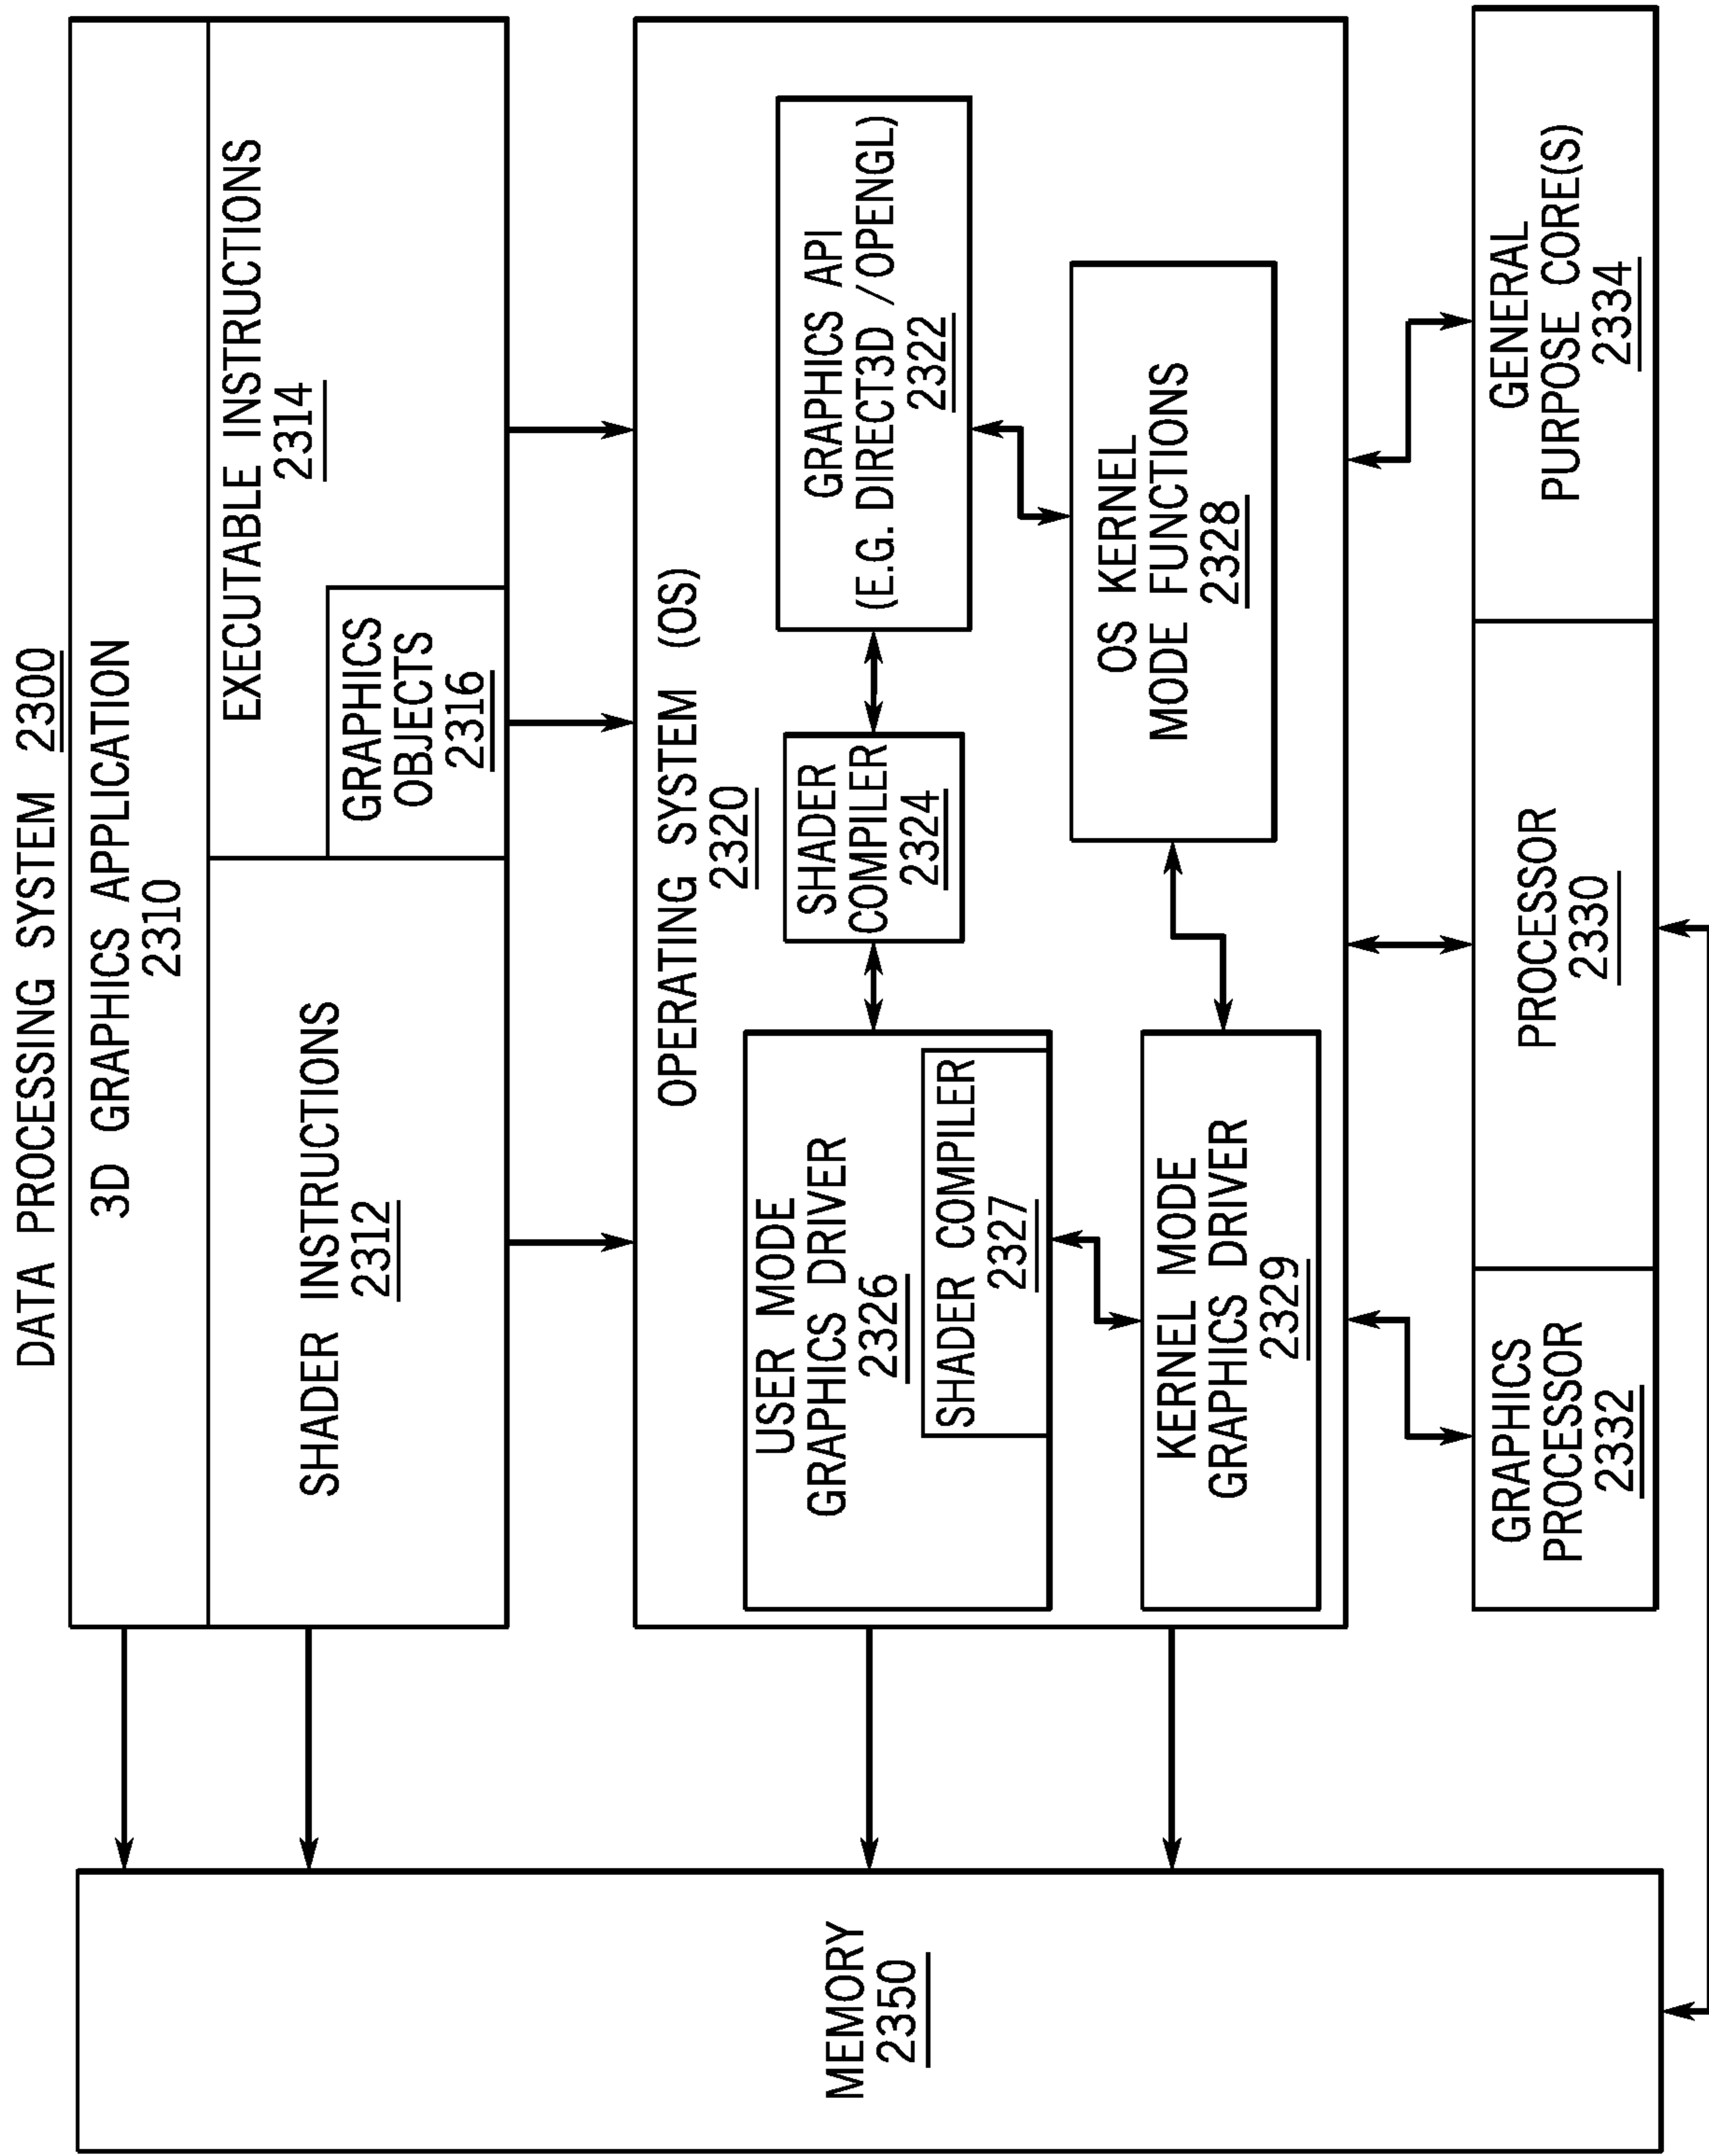 DATA PROCESSING SYSTEM 2300
3D GRAPHICS APPLICATION
2310
SHADER INSTRUCTIONS
2312
EXECUTABLE INSTRUCTIONS
2314
GRAPHICS
OBJECTS
2316
OPERATING SYSTEM (OS)
2320
USER MODE
GRAPHICS DRIVER
2326
SHADER COMPILER
2327
SHADER
COMPILER
2324
GRAPHICS API
(E.G. DIRECT3D /OPENGL)
2322
KERNEL MODE
GRAPHICS DRIVER
2329
OS KERNEL
MODE FUNCTIONS
2328
GRAPHICS
PROCESSOR
2332
PROCESSOR
2330
GENERAL
PURPOSE CORE(S)
2334
MEMORY
2350